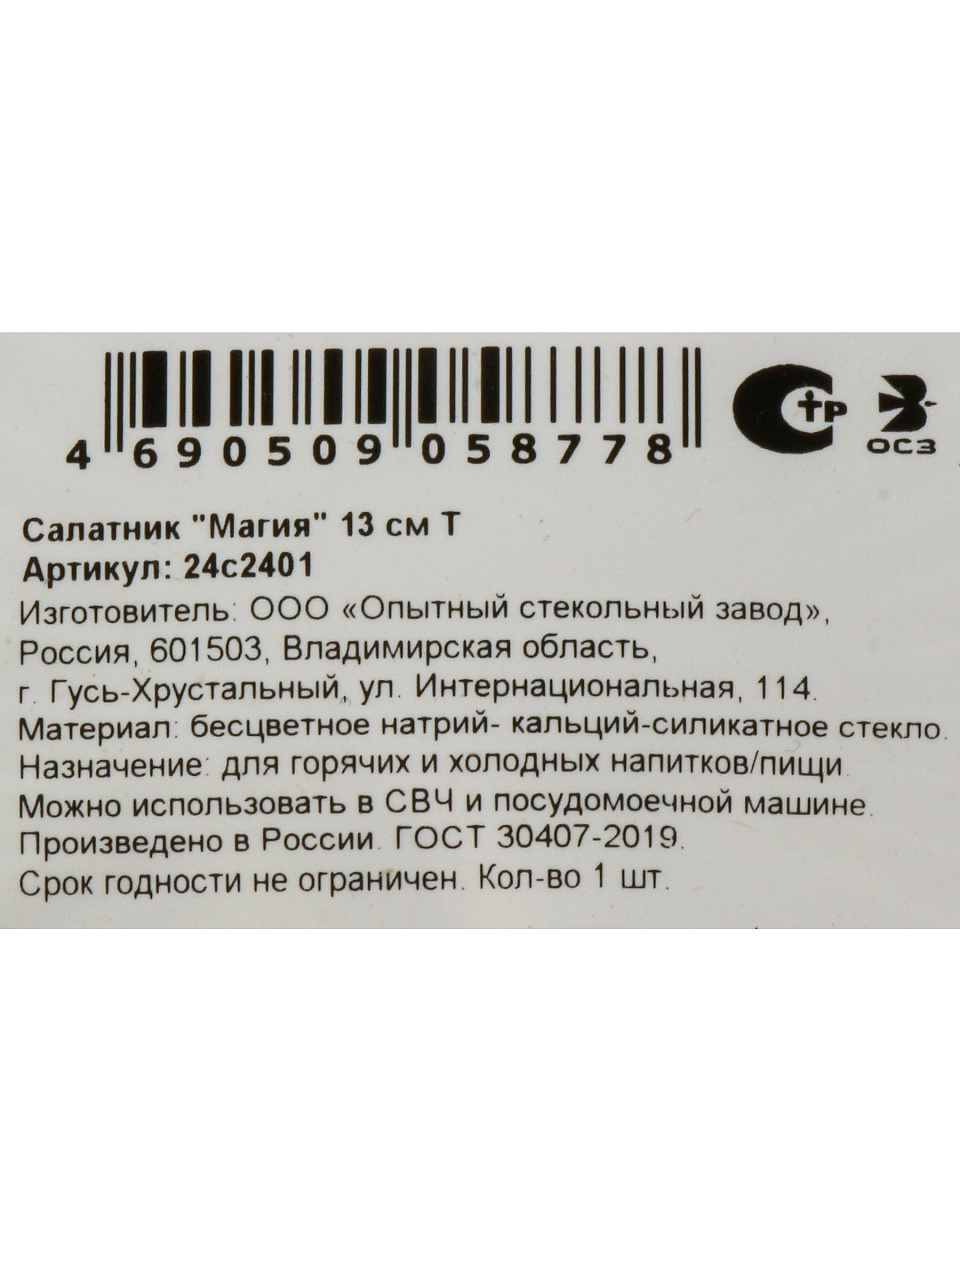 4 690509 058778
СТР
ОСЗ
Салатник "Магия" 13 см Т
Артикул: 24с2401
Изготовитель: ООО «Опытный стекольный завод»,
Россия, 601503, Владимирская область,
г. Гусь-Хрустальный, ул. Интернациональная, 114.
Материал: бесцветное натрий- кальций-силикатное стекло.
Назначение: для горячих и холодных напитков/пищи.
Можно использовать в СВЧ и посудомоечной машине.
Произведено в России. ГОСТ 30407-2019.
Срок годности не ограничен. Кол-во 1 шт.